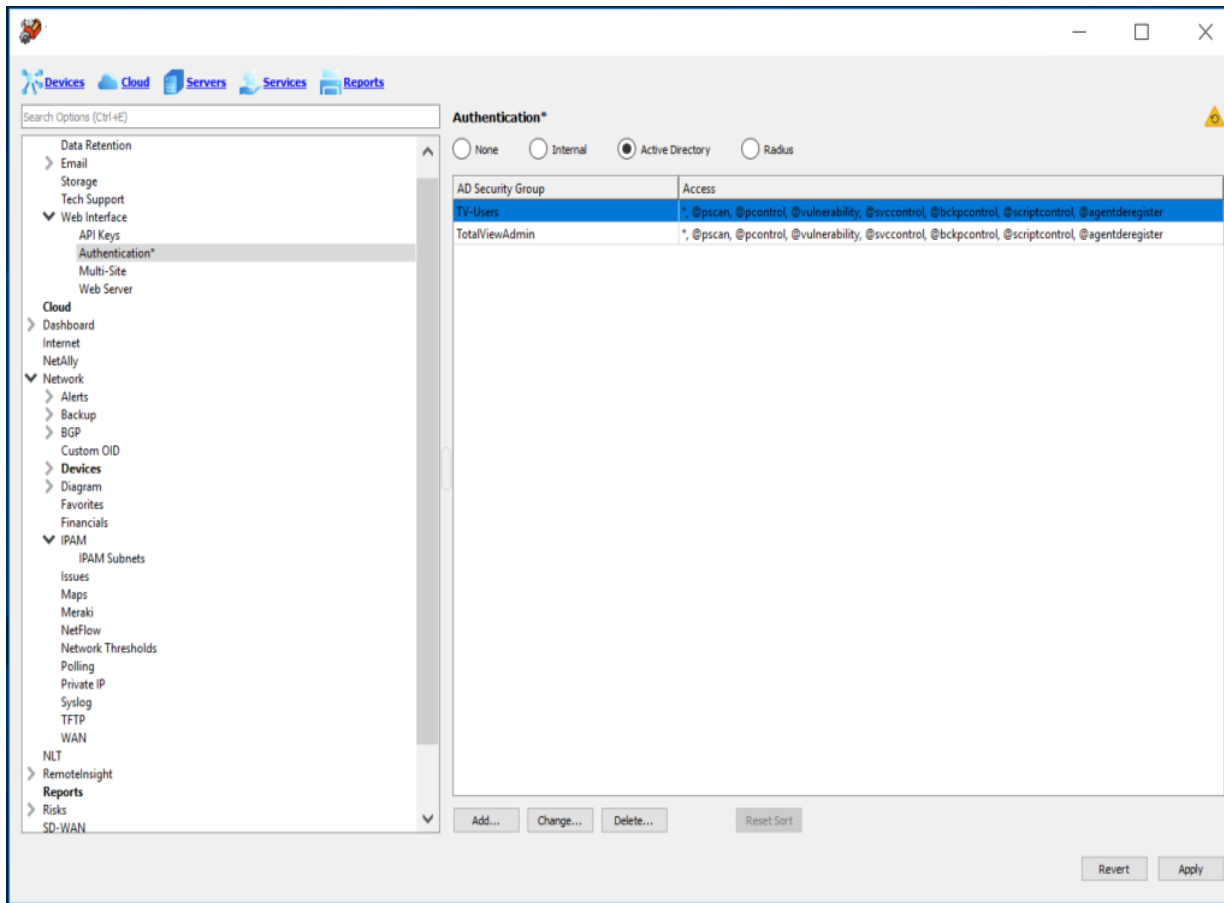 Devices Cloud Servers Services Reports
Search Options (Ctrl+E)
Data Retention
Email
Storage
Tech Support
Web Interface
API Keys
Authentication*
Multi-Site
Web Server
Cloud
Dashboard
Internet
NetAlly
Network
Alerts
Backup
BGP
Custom OID
Devices
Diagram
Favorites
Financials
IPAM
IPAM Subnets
Issues
Maps
Meraki
NetFlow
Network Thresholds
Polling
Private IP
Syslog
TFTP
WAN
NLT
RemoteInsight
Reports
Risks
SD-WAN
Authentication*
None Internal Active Directory Radius
AD Security Group Access
TV-Users *, @pscan, @pcontrol, @vulnerability, @svccontrol, @bckpcontrol, @scriptcontrol, @agentderegister
TotalViewAdmin *, @pscan, @pcontrol, @vulnerability, @svccontrol, @bckpcontrol, @scriptcontrol, @agentderegister
Add... Change... Delete... Reset Sort
Revert Apply